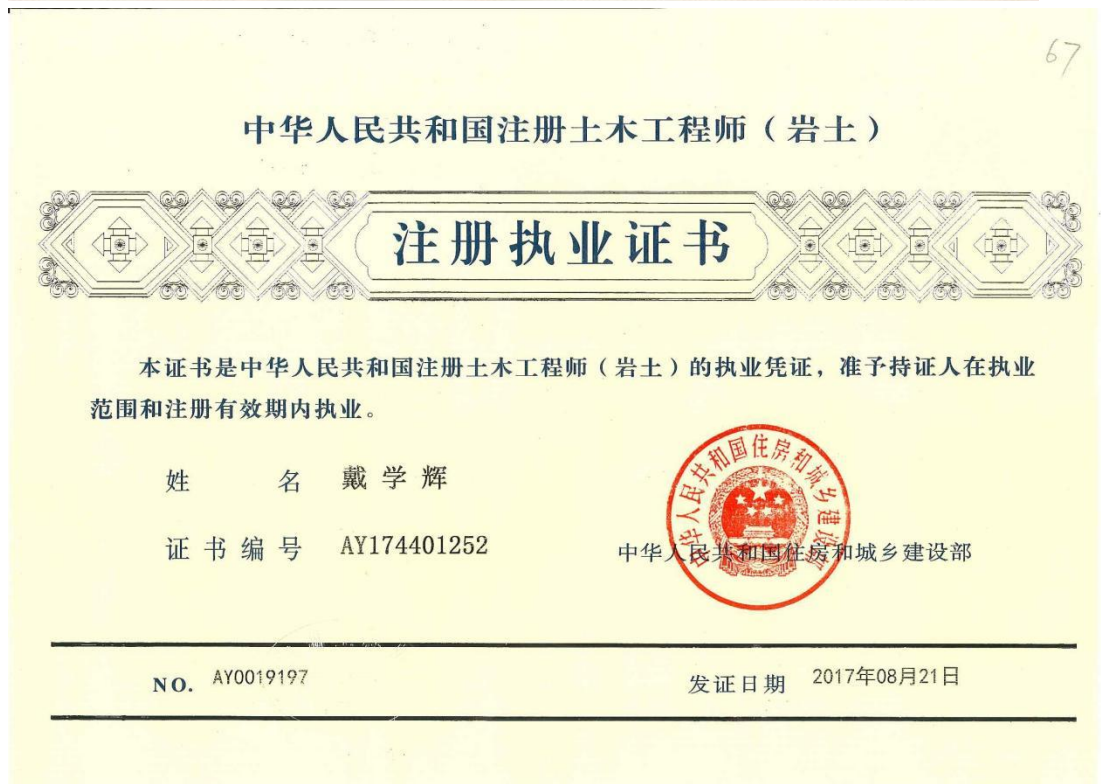 67
中华人民共和国注册土木工程师（岩土）
注册执业证书
本证书是中华人民共和国注册土木工程师（岩土）的执业凭证，准予持证人在执业
范围和注册有效期内执业。
姓 名 戴学辉
证书编号 AY174401252
中华人民共和国住房和城乡建设部
中华人民共和国住房和城乡建设部
NO. AY0019197
发证日期 2017年08月21日